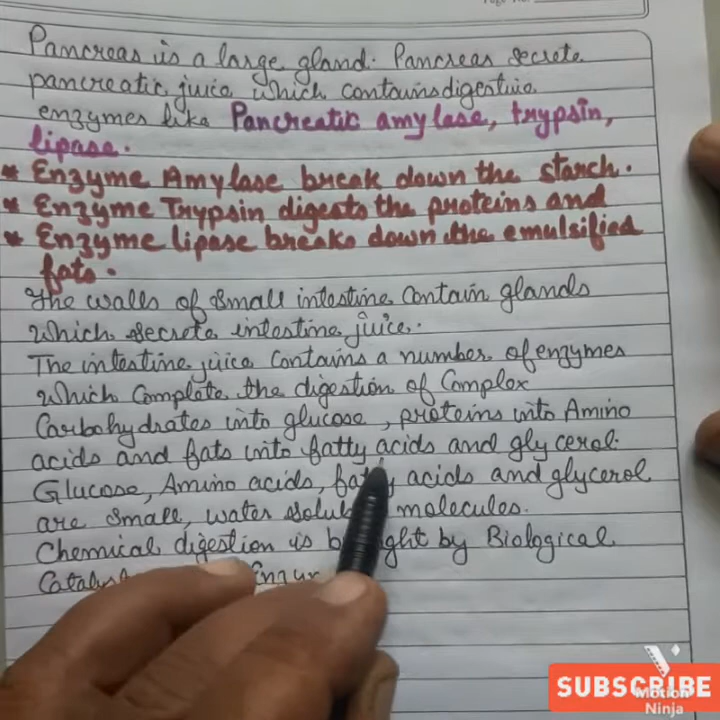 Pancreas is a large gland. Pancreas secrete
pancreatic juice which contains digestive
enzymes like Pancreatic amylase, trypsin,
lipase.
* Enzyme Amylase break down the starch.
* Enzyme Trypsin digests the proteins and
* Enzyme lipase breaks down the emulsified
fats.
The walls of small intestine contain glands
which secrete intestine juice.
The intestine juice contains a number of enzymes
which complete the digestion of Complex
Carbohydrates into glucose, proteins into Amino
acids and fats into fatty acids and glycerol.
Glucose, Amino acids, fatty acids and glycerol
are small, water molecules.
Chemical digestion is by Biological
SUBSCRIBE
Motion
Ninja